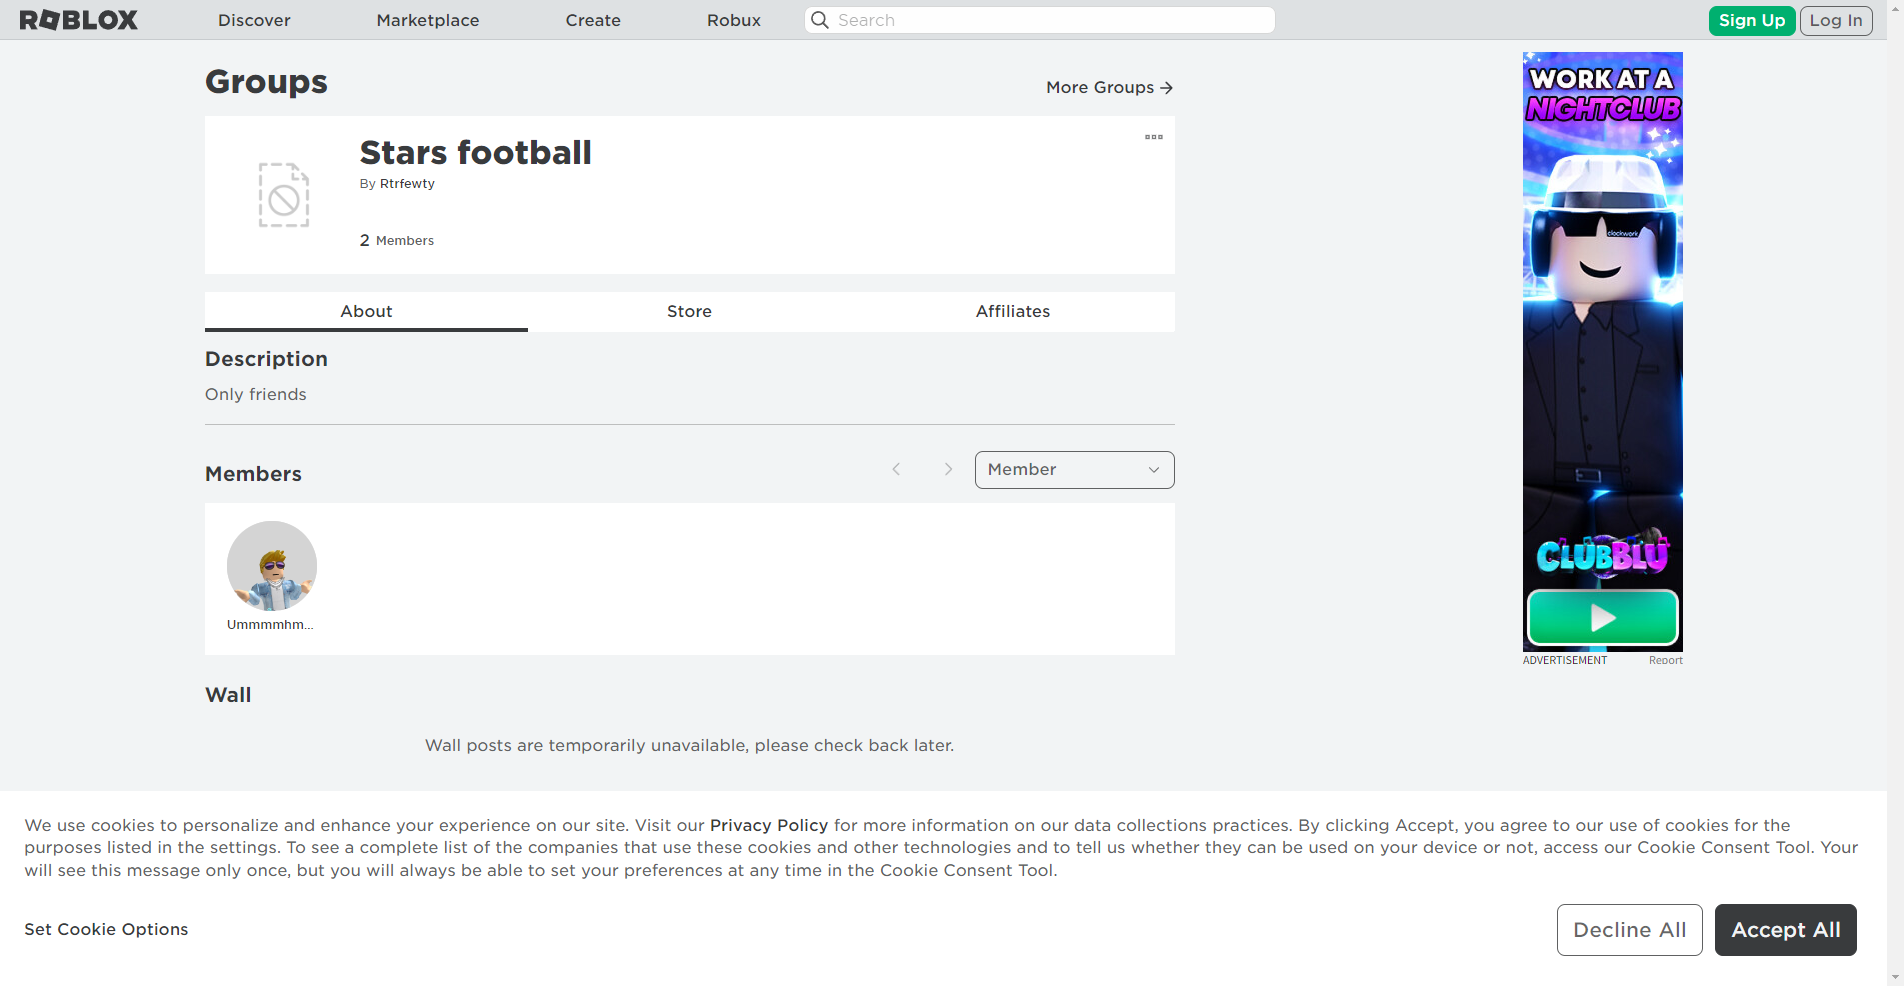 ROBLOX
Discover
Marketplace
Create
Robux
Search
Sign Up
Log In
Groups
More Groups
Stars football
By Rtrfewty
2 Members
About
Store
Affiliates
Description
Only friends
Members
Member
Ummmmhm...
Wall
Wall posts are temporarily unavailable, please check back later.
WORK AT A
NIGHTCLUB
clockwork
CLUBBLU
ADVERTISEMENT
Report
We use cookies to personalize and enhance your experience on our site. Visit our Privacy Policy for more information on our data collections practices. By clicking Accept, you agree to our use of cookies for the
purposes listed in the settings. To see a complete list of the companies that use these cookies and other technologies and to tell us whether they can be used on your device or not, access our Cookie Consent Tool. Your
will see this message only once, but you will always be able to set your preferences at any time in the Cookie Consent Tool.
Set Cookie Options
Decline All
Accept All